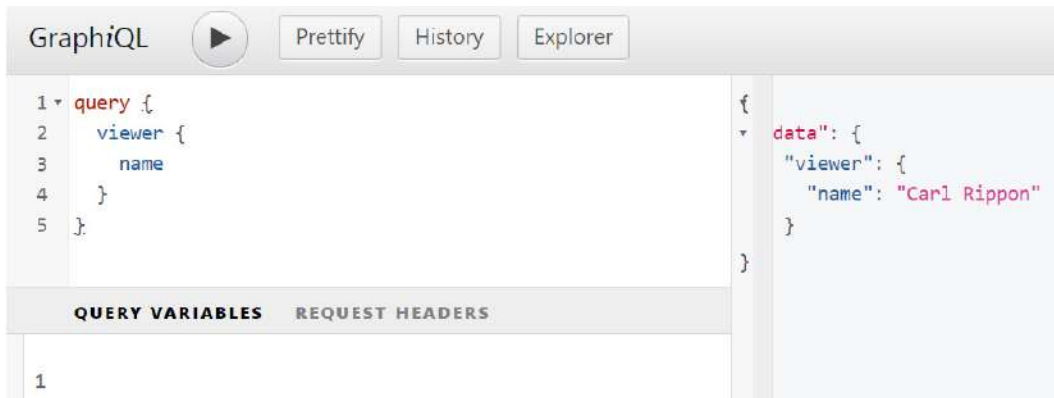 GraphiQL Prettify History Explorer
1 query {
2 viewer {
3 name
4 }
5 }
QUERY VARIABLES REQUEST HEADERS
1
{
data": {
"viewer": {
"name": "Carl Rippon"
}
}